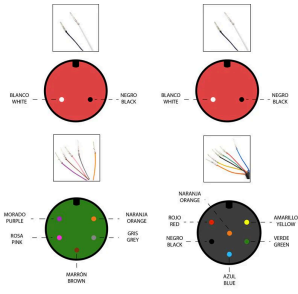 BLANCO
WHITE
NEGRO
BLACK
BLANCO
WHITE
NEGRO
BLACK
MORADO
PURPLE
NARANJA
ORANGE
ROSA
PINK
GRIS
GREY
MARRÓN
BROWN
NARANJA
ORANGE
ROJO
RED
AMARILLO
YELLOW
NEGRO
BLACK
VERDE
GREEN
AZUL
BLUE